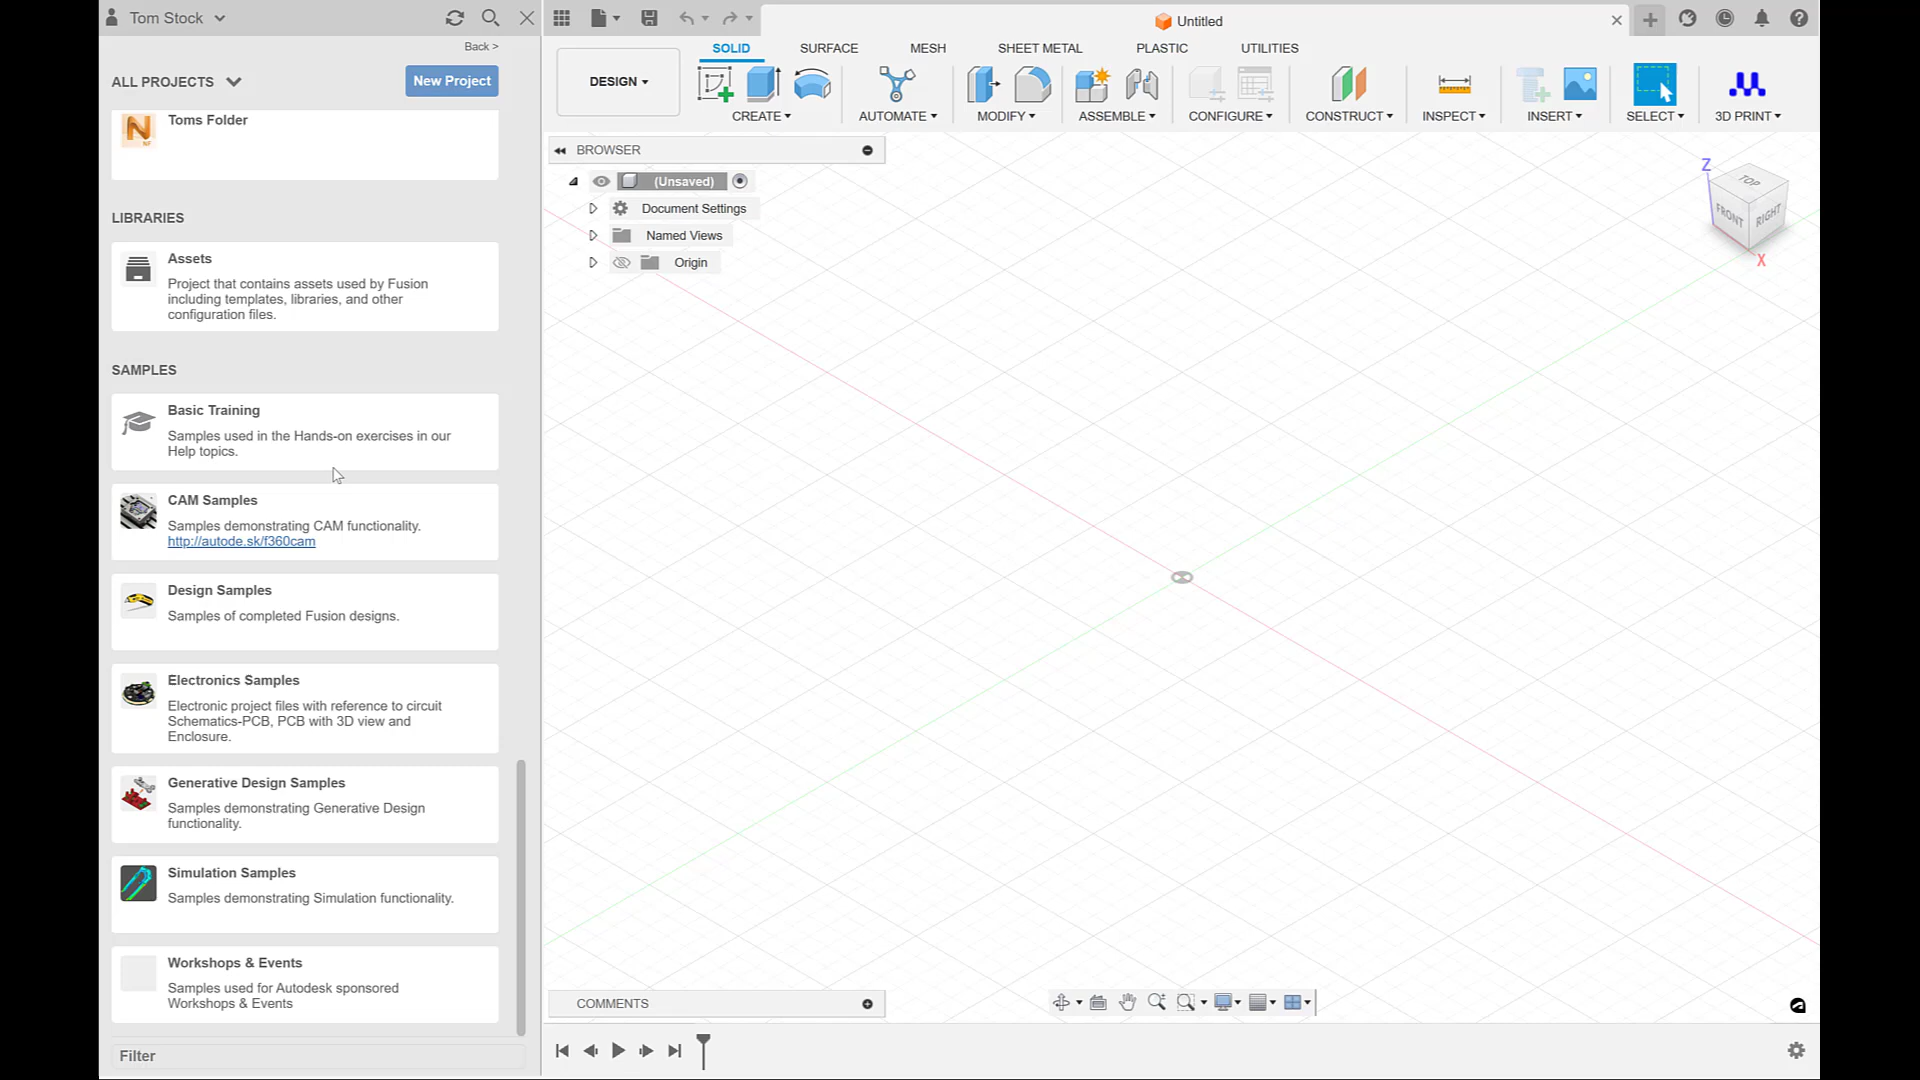 Tom Stock
Untitled
Back >
ALL PROJECTS
New Project
Toms Folder
LIBRARIES
Assets
Project that contains assets used by Fusion
including templates, libraries, and other
configuration files.
SAMPLES
Basic Training
Samples used in the Hands-on exercises in our
Help topics.
CAM Samples
Samples demonstrating CAM functionality.
http://autode.sk/f360cam
Design Samples
Samples of completed Fusion designs.
Electronics Samples
Electronic project files with reference to circuit
Schematics-PCB, PCB with 3D view and
Enclosure.
Generative Design Samples
Samples demonstrating Generative Design
functionality.
Simulation Samples
Samples demonstrating Simulation functionality.
Workshops & Events
Samples used for Autodesk sponsored
Workshops & Events
Filter
DESIGN
SOLID SURFACE MESH SHEET METAL PLASTIC UTILITIES
CREATE AUTOMATE MODIFY ASSEMBLE CONFIGURE CONSTRUCT INSPECT INSERT SELECT 3D PRINT
BROWSER
(Unsaved)
Document Settings
Named Views
Origin
Z
TOP
FRONT
RIGHT
X
COMMENTS